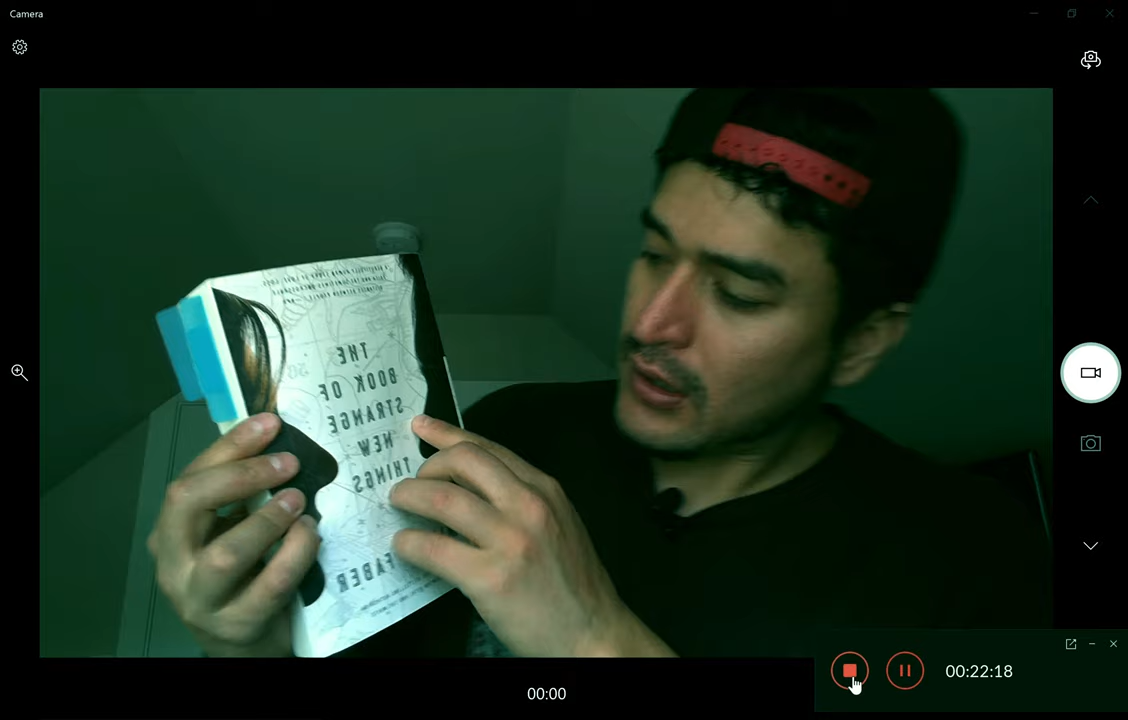 Camera
THE
BOOK OF
STRANGE
NEW
THINGS
FABER
00:00
00:22:18